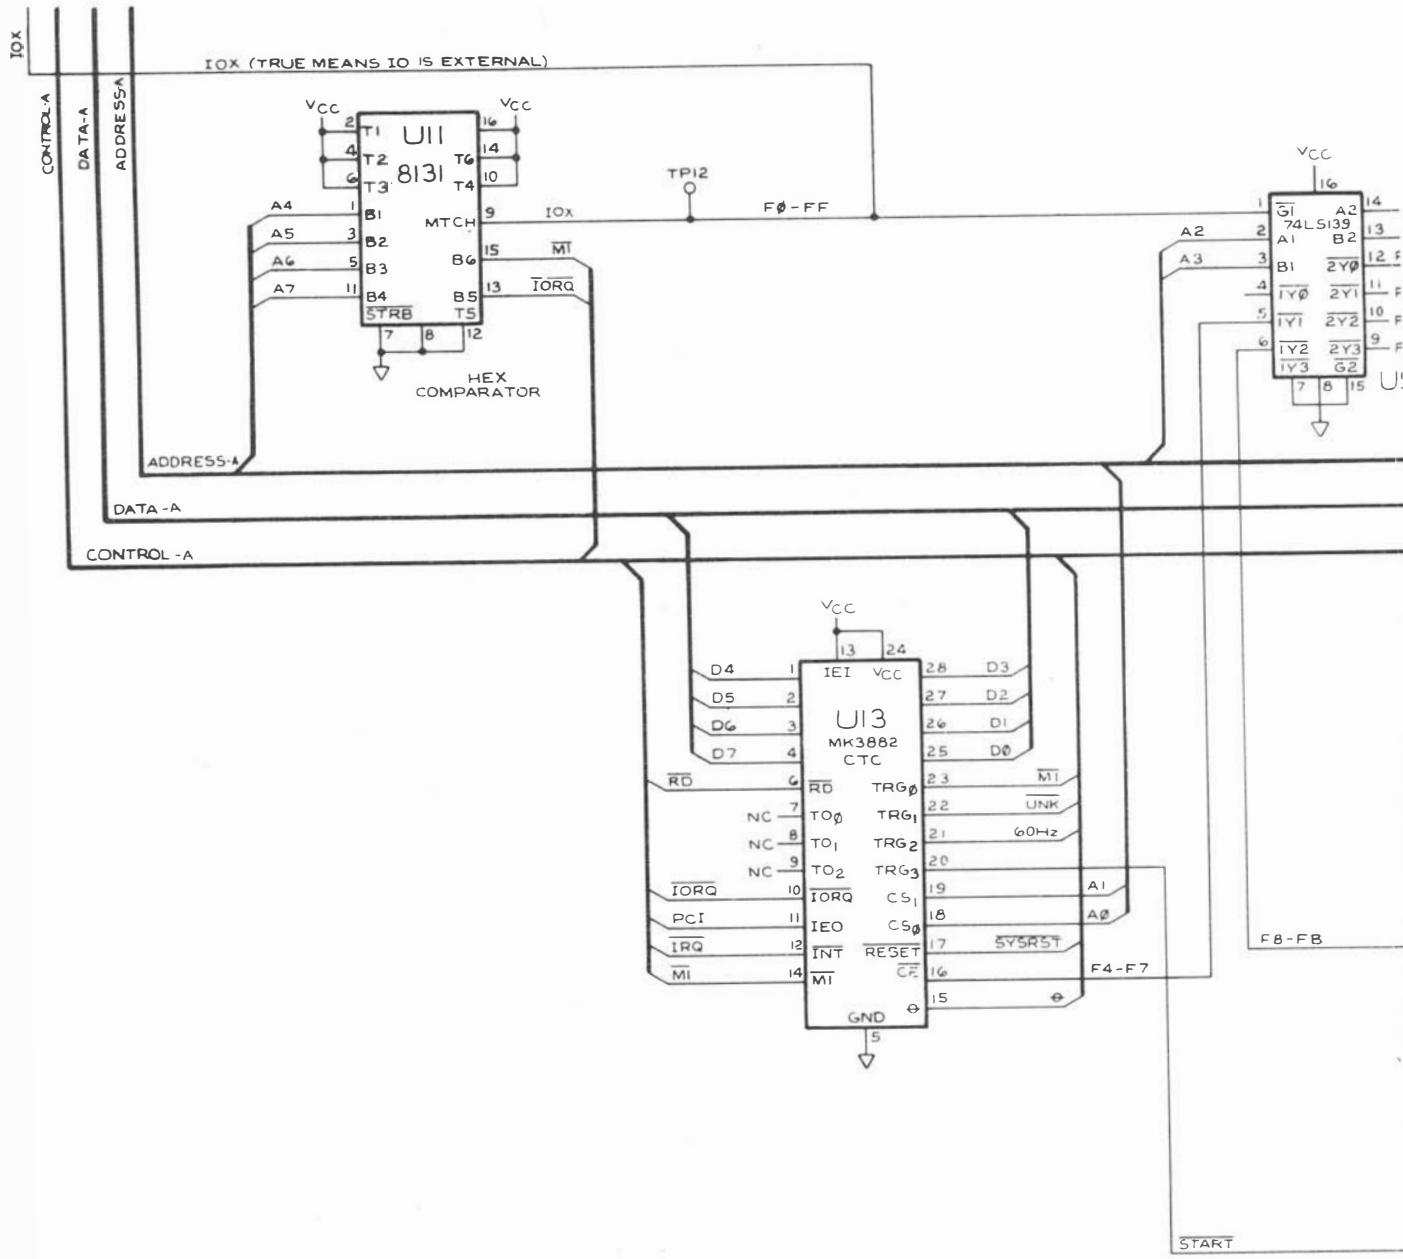 IOX
IOX (TRUE MEANS IO IS EXTERNAL)
CONTROL-A
DATA-A
ADDRESS-A
VCC
VCC
2 T1 U11 16
4 T2 8131 T6 14
6 T3 T4 10
A4 1 B1 MTCH 9 IOX TP12 FØ-FF
A5 3 B2
A6 5 B3 B6 15 M1
A7 11 B4 B5 13 IORQ
STRB T5
7 8 12
HEX
COMPARATOR
VCC
16
1 G1 A2 14
74LS139
A2 2 A1 B2 13
A3 3 B1 2YØ 12 F
4 1YØ 2Y1 11 F
5 1Y1 2Y2 10 F
6 1Y2 2Y3 9 F
1Y3 G2
7 8 15
ADDRESS-A
DATA-A
CONTROL-A
VCC
13 24
IEI VCC
D4 1 28 D3
D5 2 U13 27 D2
D6 3 MK3882 26 D1
D7 4 CTC 25 DØ
RD 6 RD TRGØ 23 M1
NC 7 TOØ TRG1 22 UNK
NC 8 TO1 TRG2 21 60Hz
NC 9 TO2 TRG3 20
IORQ 10 IORQ CS1 19 A1
PCI 11 IEO CSØ 18 AØ
IRQ 12 INT RESET 17 SYSRST
M1 14 M1 CE 16 F4-F7
ɵ 15 ɵ
GND
5
F8-FB
START